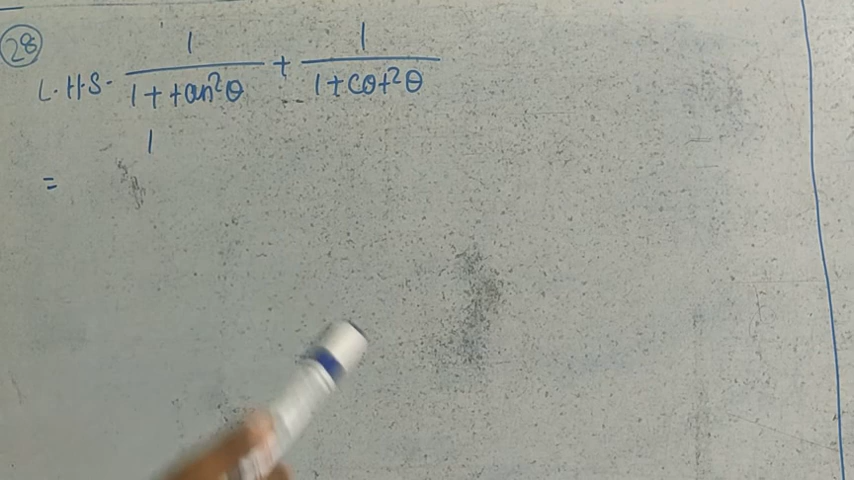 28
L.H.S. 1/(1+tan²θ) + 1/(1+cot²θ)
= 1